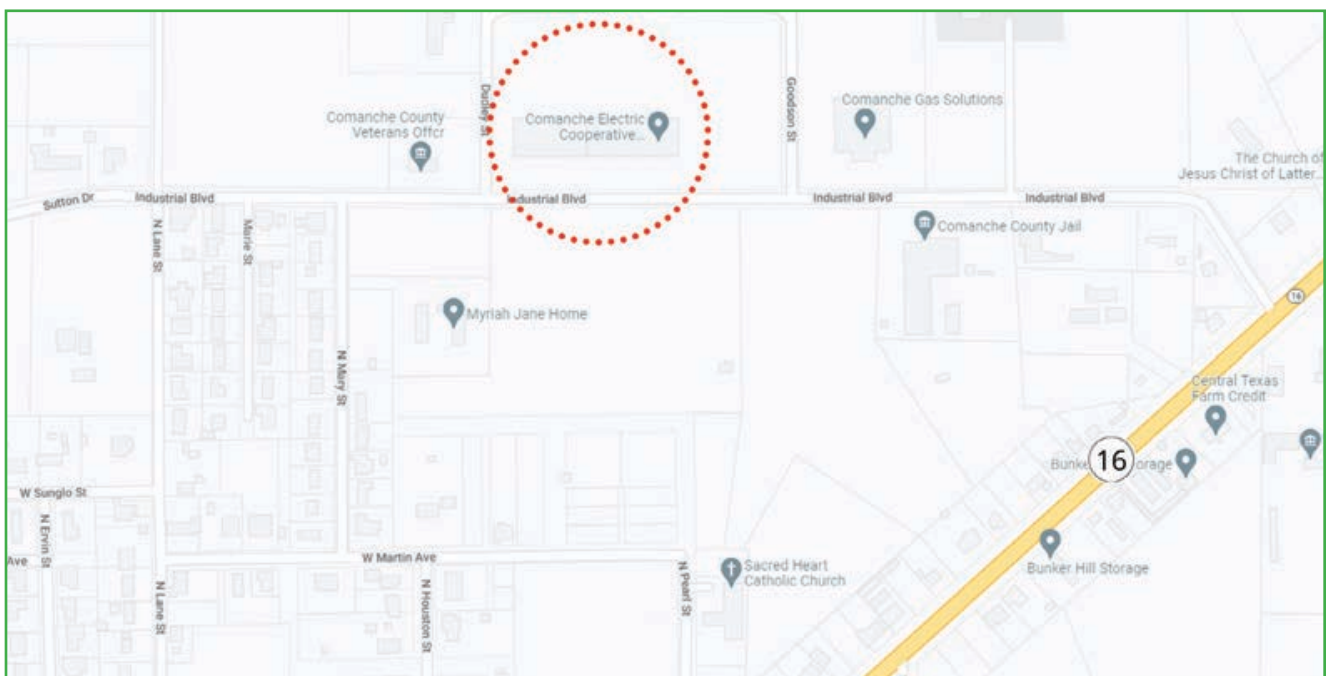 Dudley St
Goodson St
Comanche Gas Solutions
Comanche County
Veterans Offcr
Comanche Electric
Cooperative...
The Church of
Jesus Christ of Latter...
Sutton Dr
Industrial Blvd
Industrial Blvd
Industrial Blvd
Industrial Blvd
N Lane St
Marie St
Comanche County Jail
16
Myriah Jane Home
N Mary St
Central Texas
Farm Credit
16
Bunke
orage
W Sunglo St
N Ervin St
Ave
W Martin Ave
Bunker Hill Storage
Sacred Heart
Catholic Church
N Lane St
N Houston St
N Pearl St